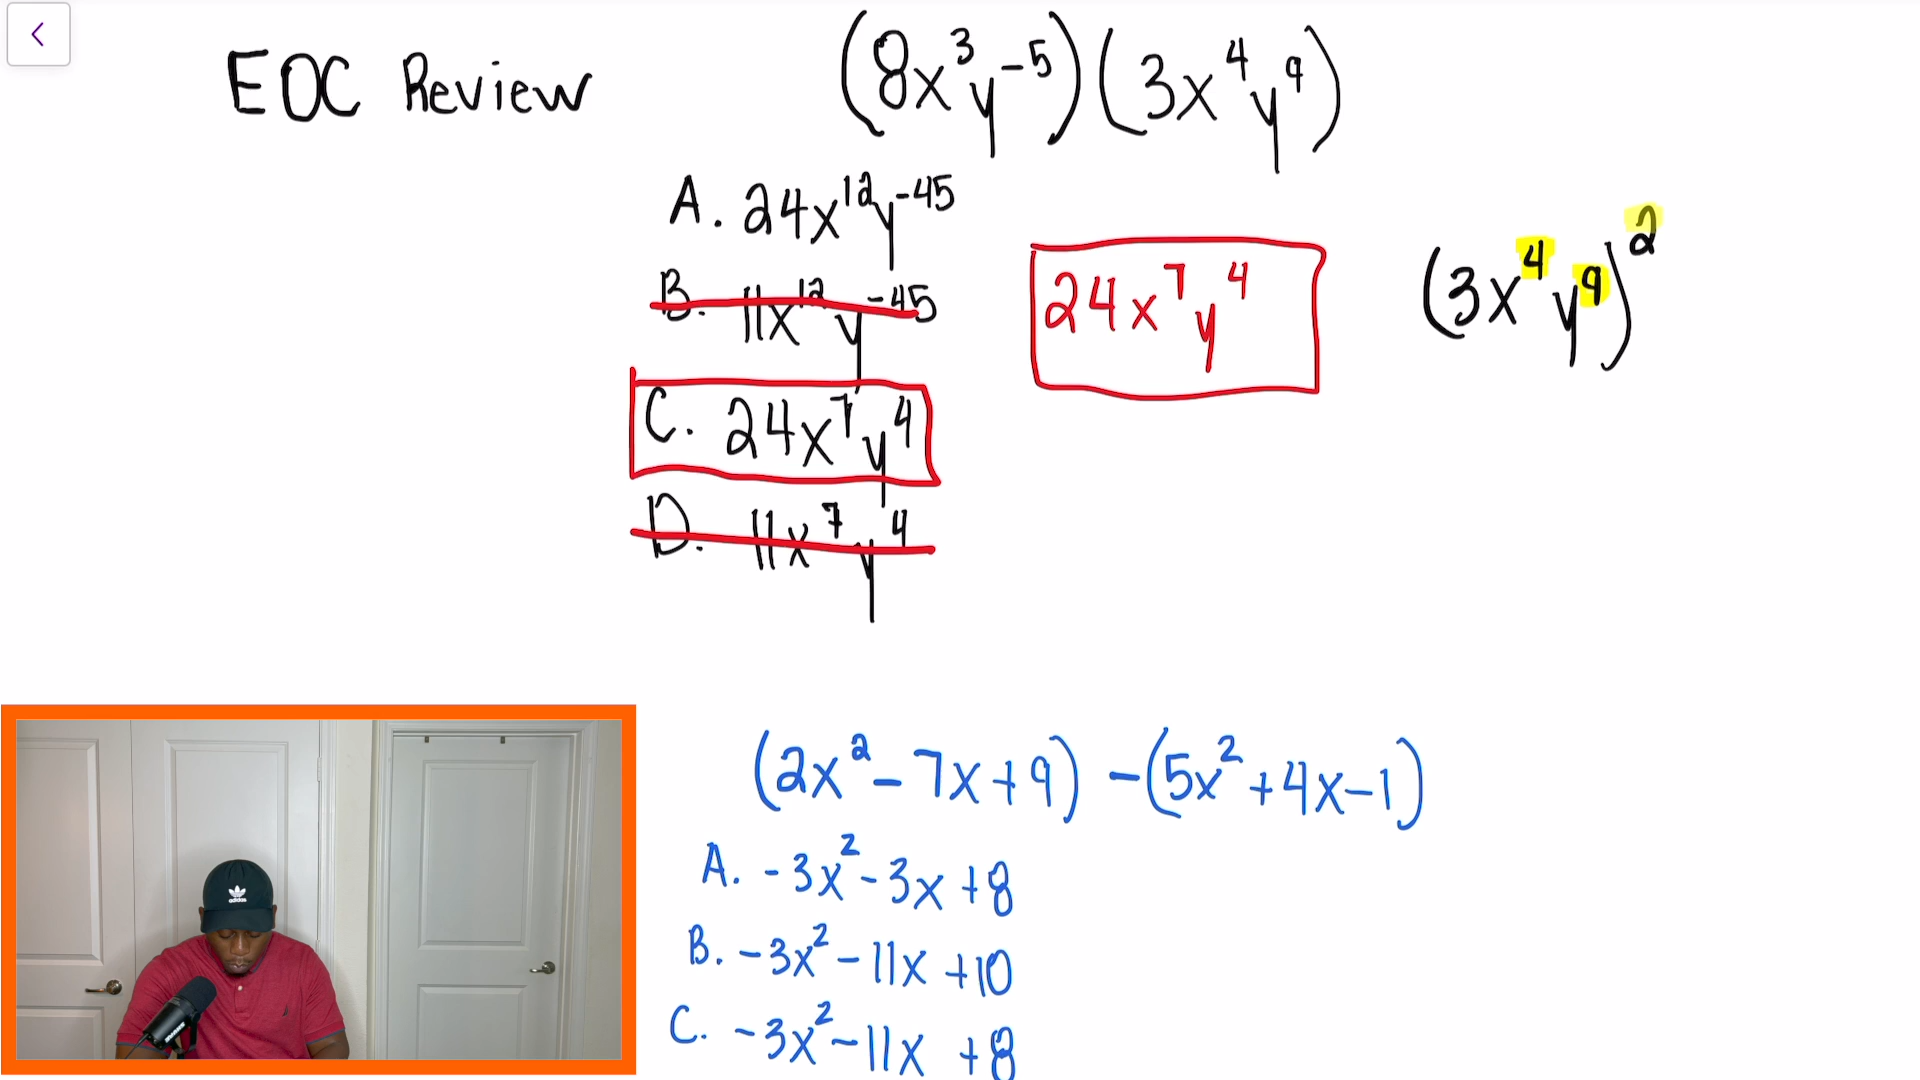 EOC Review
(8x³y⁻⁵)(3x⁴y⁹)
A. 24x¹²y⁻⁴⁵
B. 11x¹²y⁻⁴⁵
C. 24x⁷y⁴
D. 11x⁷y⁴
24x⁷y⁴
(3x⁴y⁹)²
(2x²-7x+9) -(5x²+4x-1)
A. -3x²-3x+8
B. -3x²-11x+10
C. -3x²-11x +8
adidas